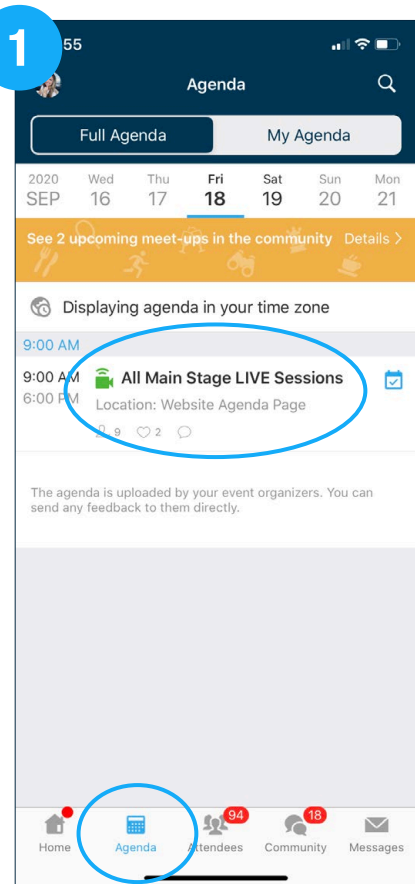 1
55
Agenda
Full Agenda My Agenda
2020 Wed Thu Fri Sat Sun Mon
SEP 16 17 18 19 20 21
See 2 upcoming meet-ups in the community Details >
Displaying agenda in your time zone
9:00 AM
9:00 AM All Main Stage LIVE Sessions
6:00 PM Location: Website Agenda Page
9 2
The agenda is uploaded by your event organizers. You can
send any feedback to them directly.
94 18
Home Agenda Attendees Community Messages